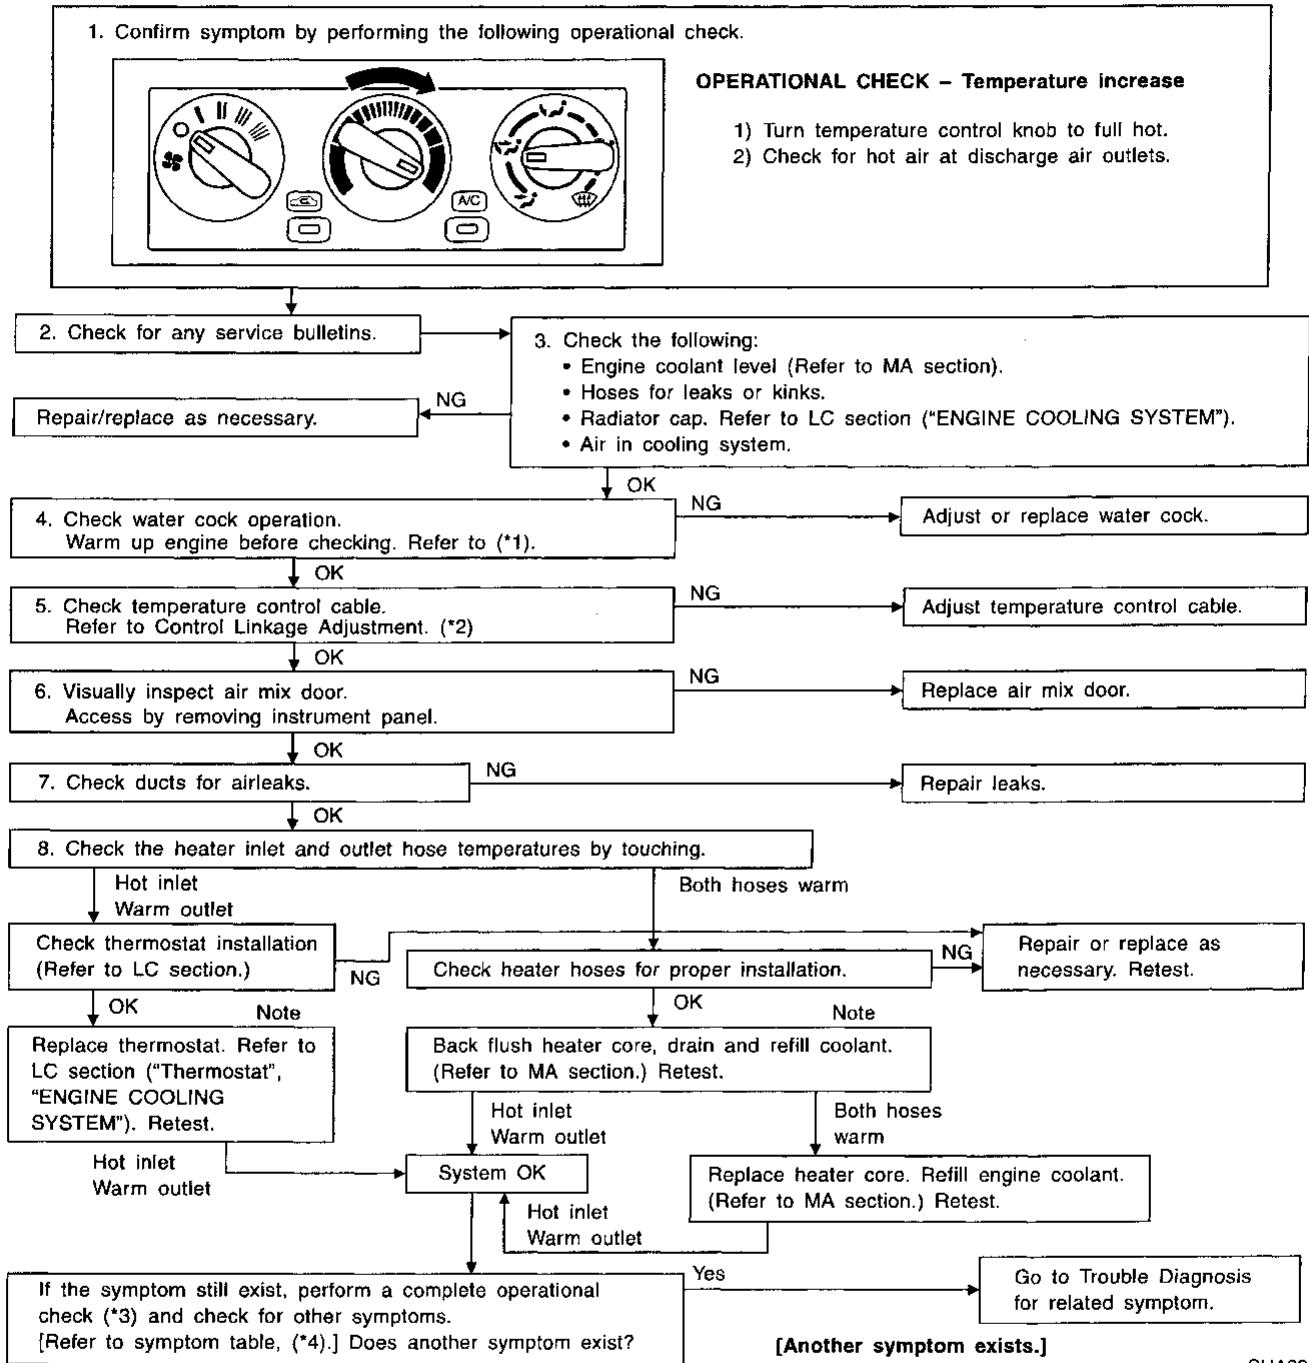 1. Confirm symptom by performing the following operational check.
A/C
OPERATIONAL CHECK – Temperature increase
1) Turn temperature control knob to full hot.
2) Check for hot air at discharge air outlets.
2. Check for any service bulletins.
3. Check the following:
• Engine coolant level (Refer to MA section).
• Hoses for leaks or kinks.
• Radiator cap. Refer to LC section ("ENGINE COOLING SYSTEM").
• Air in cooling system.
NG
Repair/replace as necessary.
OK
4. Check water cock operation.
Warm up engine before checking. Refer to (*1).
NG
Adjust or replace water cock.
OK
5. Check temperature control cable.
Refer to Control Linkage Adjustment. (*2)
NG
Adjust temperature control cable.
OK
6. Visually inspect air mix door.
Access by removing instrument panel.
NG
Replace air mix door.
OK
7. Check ducts for airleaks.
NG
Repair leaks.
OK
8. Check the heater inlet and outlet hose temperatures by touching.
Hot inlet
Warm outlet
Both hoses warm
Check thermostat installation
(Refer to LC section.)
NG
Check heater hoses for proper installation.
NG
Repair or replace as
necessary. Retest.
OK
Note
OK
Note
Replace thermostat. Refer to
LC section ("Thermostat",
"ENGINE COOLING
SYSTEM"). Retest.
Back flush heater core, drain and refill coolant.
(Refer to MA section.) Retest.
Hot inlet
Warm outlet
Both hoses
warm
Hot inlet
Warm outlet
System OK
Replace heater core. Refill engine coolant.
(Refer to MA section.) Retest.
Hot inlet
Warm outlet
If the symptom still exist, perform a complete operational
check (*3) and check for other symptoms.
[Refer to symptom table, (*4).] Does another symptom exist?
Yes
Go to Trouble Diagnosis
for related symptom.
[Another symptom exists.]